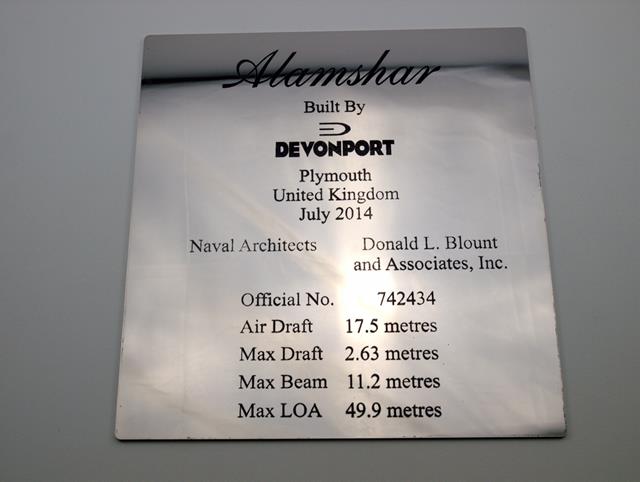 Alamshar
Built By
DEVONPORT
Plymouth
United Kingdom
July 2014
Naval Architects Donald L. Blount
and Associates, Inc.
Official No. 742434
Air Draft 17.5 metres
Max Draft 2.63 metres
Max Beam 11.2 metres
Max LOA 49.9 metres